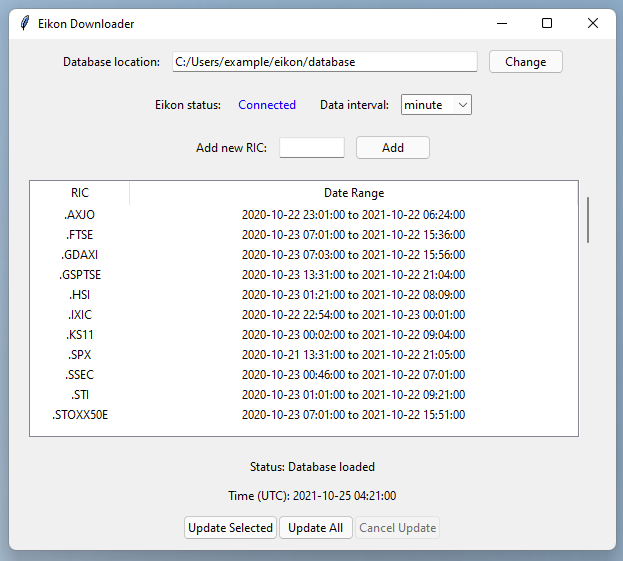 Eikon Downloader
Database location: C:/Users/example/eikon/database Change
Eikon status: Connected Data interval: minute
Add new RIC: Add
RIC Date Range
.AXJO 2020-10-22 23:01:00 to 2021-10-22 06:24:00
.FTSE 2020-10-23 07:01:00 to 2021-10-22 15:36:00
.GDAXI 2020-10-23 07:03:00 to 2021-10-22 15:56:00
.GSPTSE 2020-10-23 13:31:00 to 2021-10-22 21:04:00
.HSI 2020-10-23 01:21:00 to 2021-10-22 08:09:00
.IXIC 2020-10-22 22:54:00 to 2021-10-23 00:01:00
.KS11 2020-10-23 00:02:00 to 2021-10-22 09:04:00
.SPX 2020-10-21 13:31:00 to 2021-10-22 21:05:00
.SSEC 2020-10-23 00:46:00 to 2021-10-22 07:01:00
.STI 2020-10-23 01:01:00 to 2021-10-22 09:21:00
.STOXX50E 2020-10-23 07:01:00 to 2021-10-22 15:51:00
Status: Database loaded
Time (UTC): 2021-10-25 04:21:00
Update Selected Update All Cancel Update